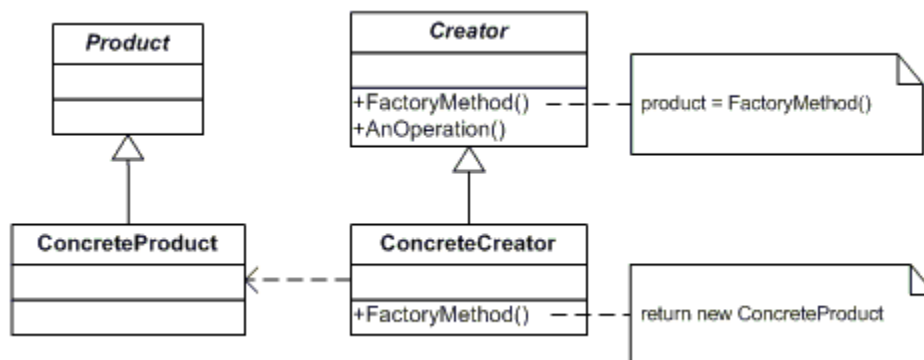 Product
Creator
+FactoryMethod()
+AnOperation()
product = FactoryMethod()
ConcreteProduct
ConcreteCreator
+FactoryMethod()
return new ConcreteProduct